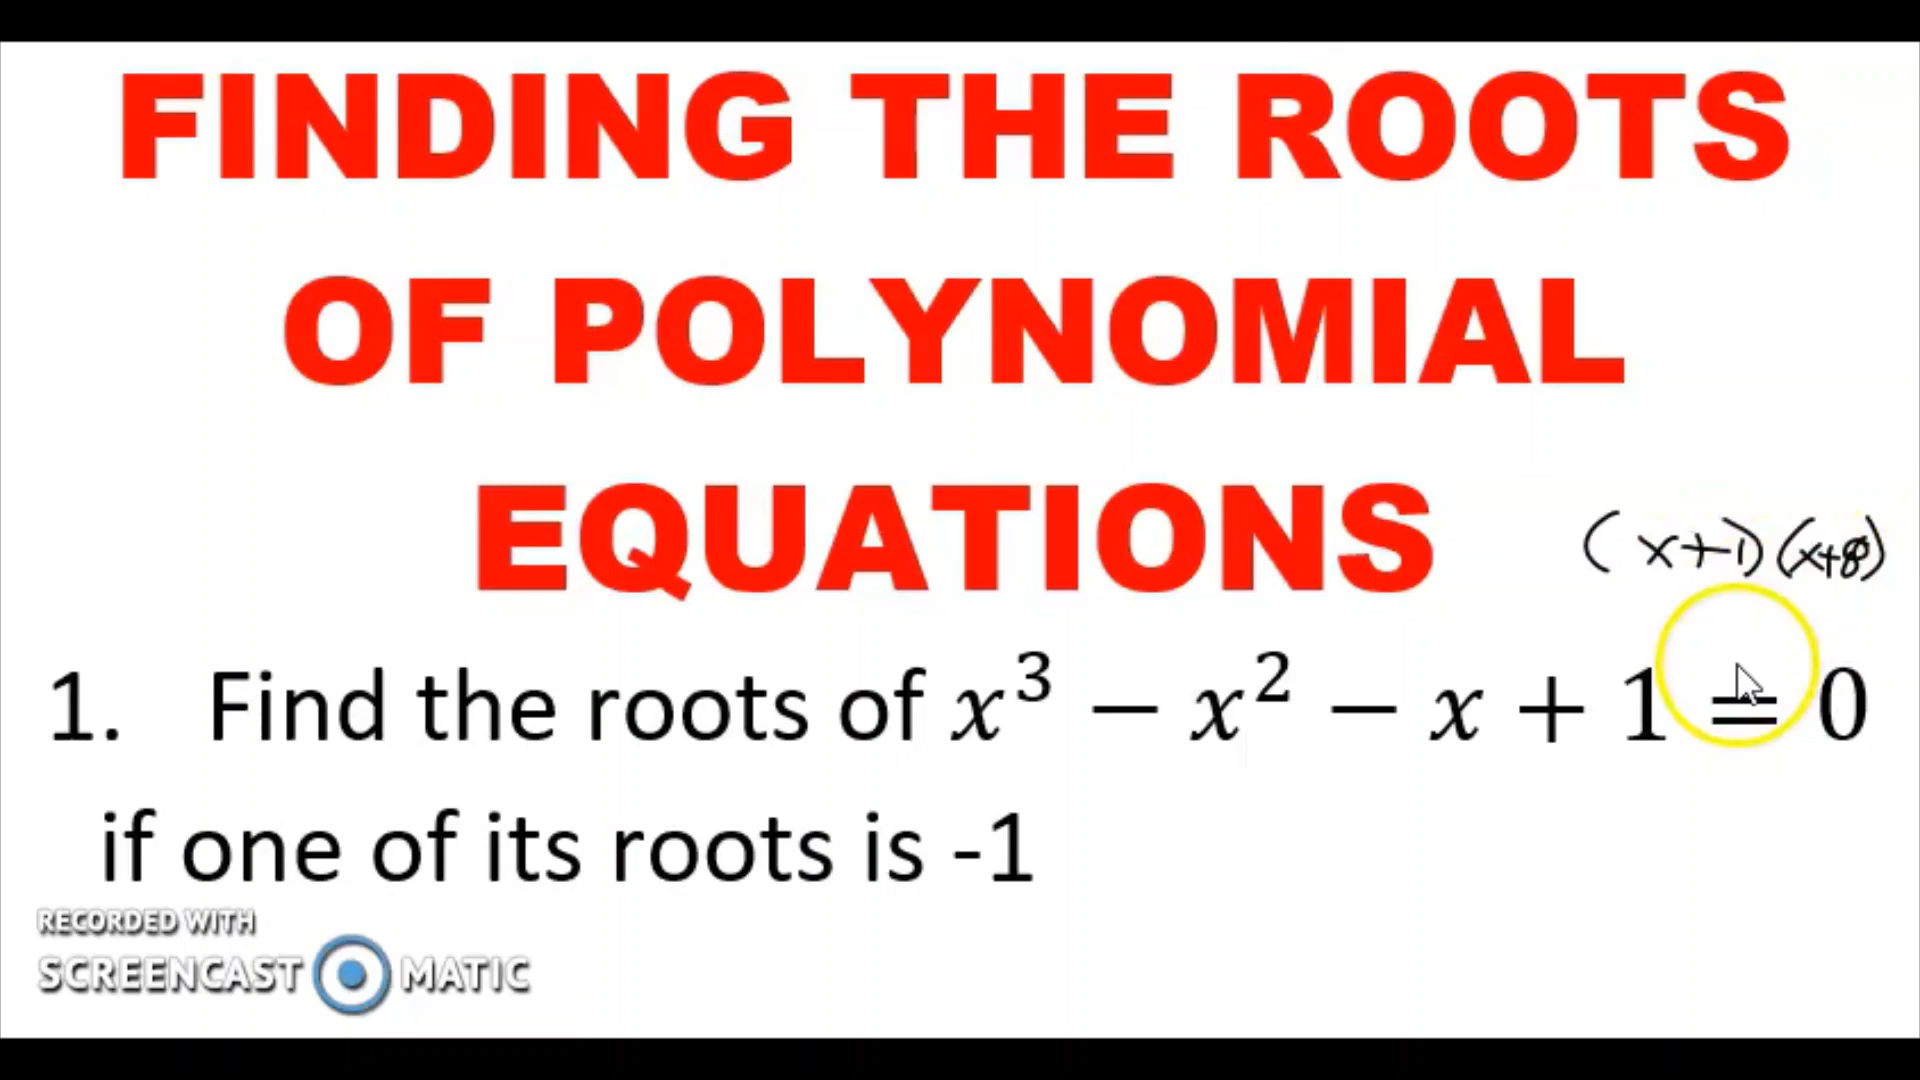 FINDING THE ROOTS
OF POLYNOMIAL
EQUATIONS
(x+1)(x+8)
1. Find the roots of x³ − x² − x + 1 = 0
if one of its roots is -1
RECORDED WITH
SCREENCAST MATIC